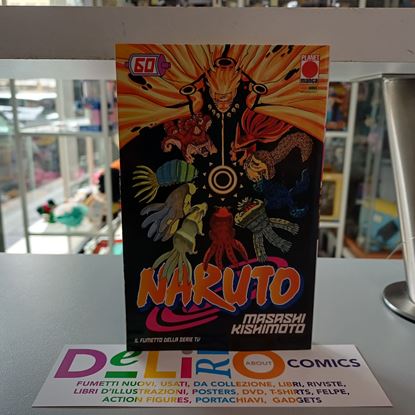 60
PLANET
manga
NARUTO
MASASHI
KISHIMOTO
IL FUMETTO DELLA SERIE TV
DeLiRiO ABOUT COMICS
FUMETTI NUOVI, USATI, DA COLLEZIONE, LIBRI, RIVISTE,
LIBRI D'ILLUSTRAZIONI, POSTERS, DVD, T-SHIRTS, FELPE,
ACTION FIGURES, PORTACHIAVI, GADGETS